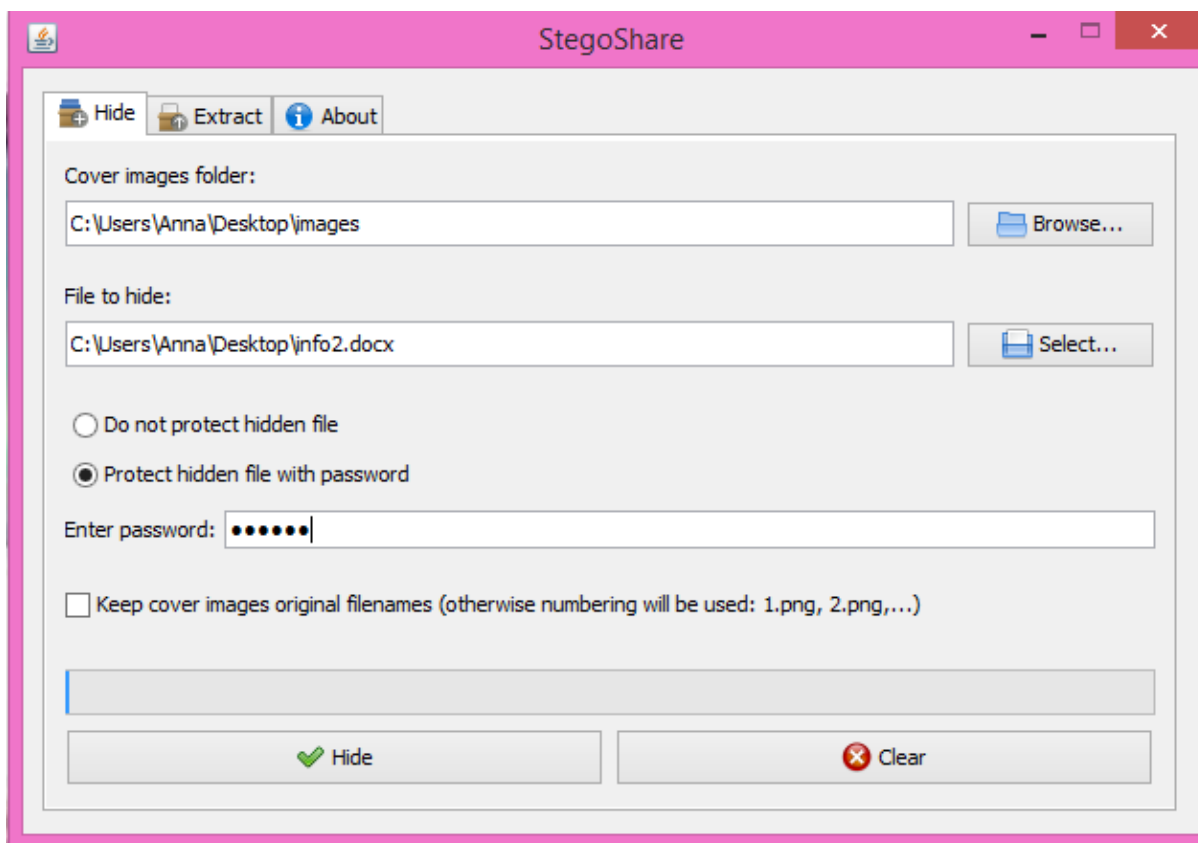 StegoShare
Hide Extract About
Cover images folder:
C:\Users\Anna\Desktop\images Browse...
File to hide:
C:\Users\Anna\Desktop\info2.docx Select...
Do not protect hidden file
Protect hidden file with password
Enter password: ••••••
Keep cover images original filenames (otherwise numbering will be used: 1.png, 2.png,...)
Hide Clear